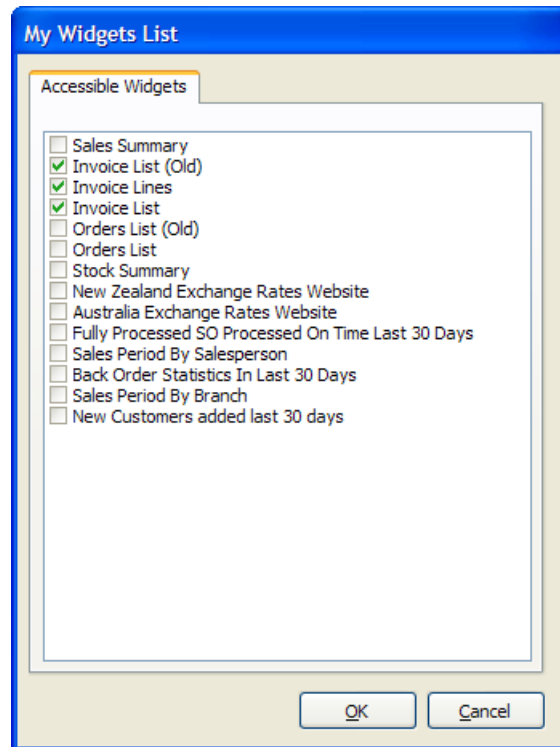 My Widgets List
Accessible Widgets
Sales Summary
Invoice List (Old)
Invoice Lines
Invoice List
Orders List (Old)
Orders List
Stock Summary
New Zealand Exchange Rates Website
Australia Exchange Rates Website
Fully Processed SO Processed On Time Last 30 Days
Sales Period By Salesperson
Back Order Statistics In Last 30 Days
Sales Period By Branch
New Customers added last 30 days
OK Cancel